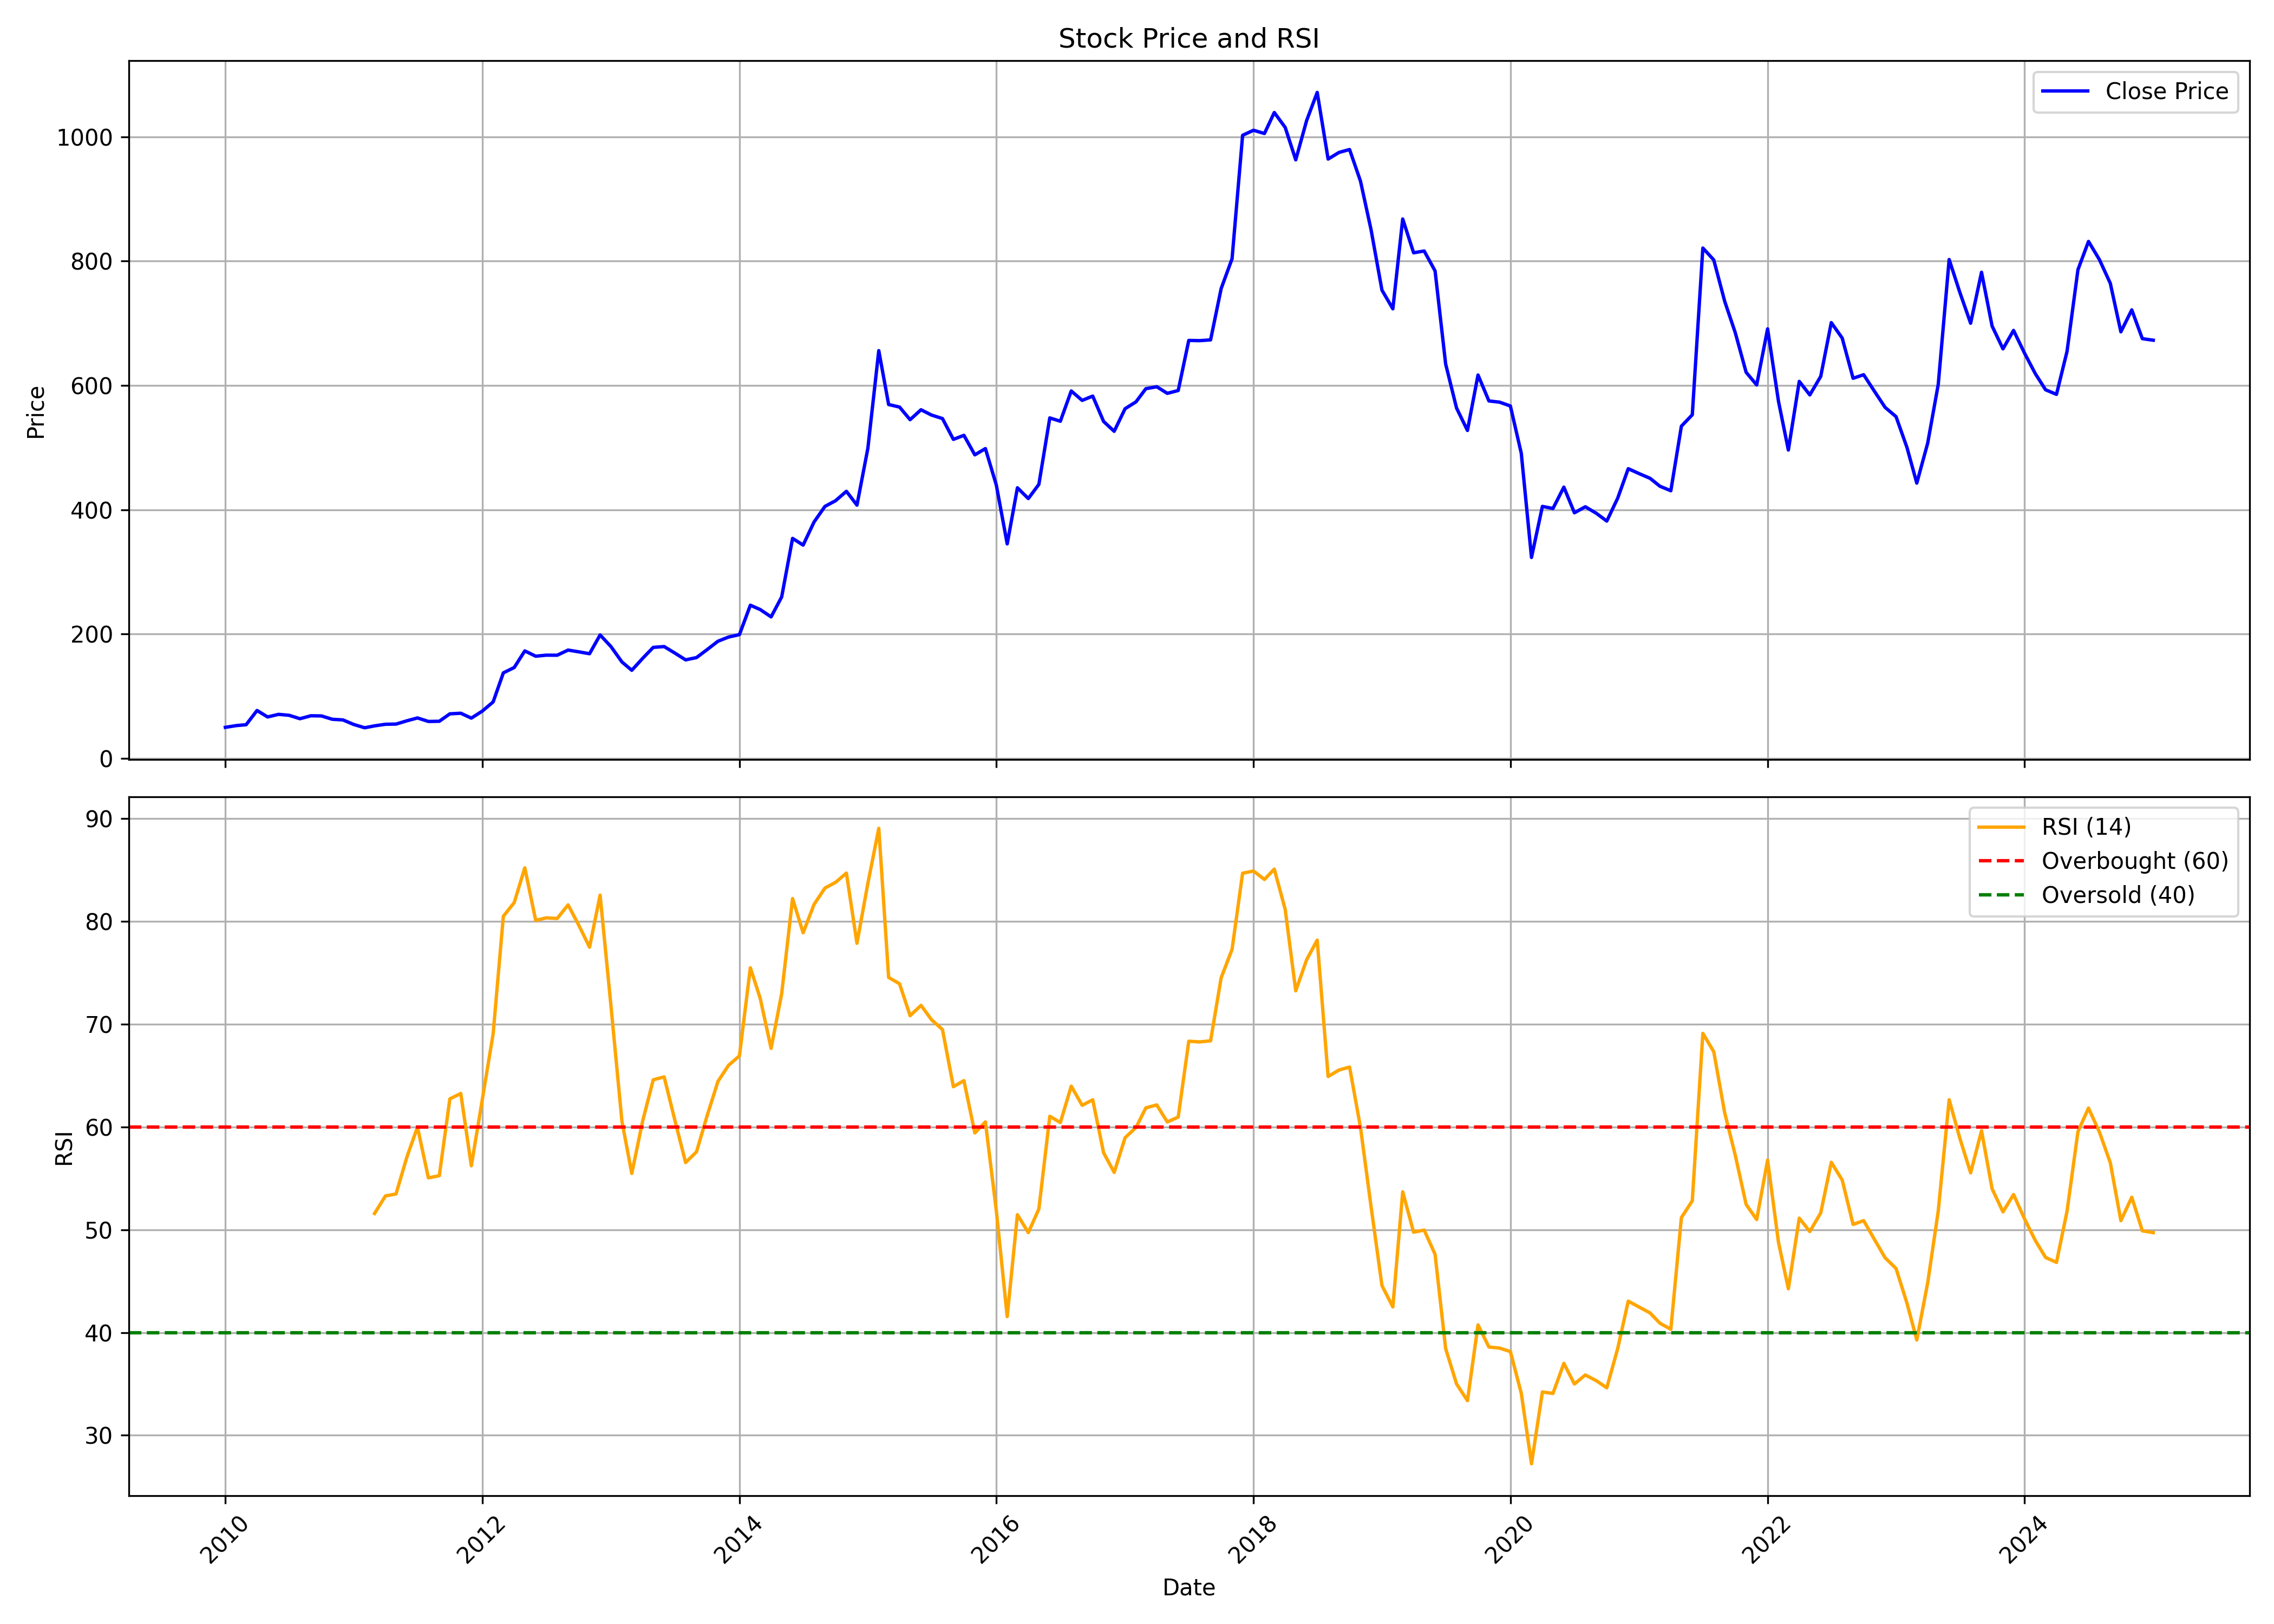 Stock Price and RSI
Close Price
1000
800
600
400
200
0
Price
RSI (14)
Overbought (60)
Oversold (40)
90
80
70
60
50
40
30
RSI
2010
2012
2014
2016
2018
2020
2022
2024
Date